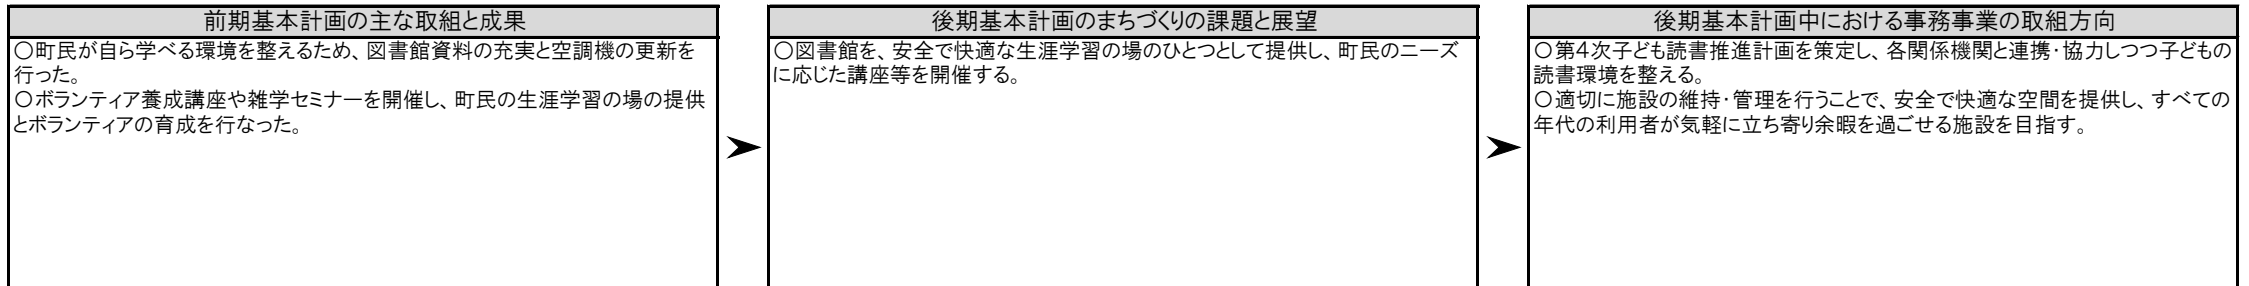 前期基本計画の主な取組と成果
〇町民が自ら学べる環境を整えるため、図書館資料の充実と空調機の更新を
行った。
〇ボランティア養成講座や雑学セミナーを開催し、町民の生涯学習の場の提供
とボランティアの育成を行なった。
後期基本計画のまちづくりの課題と展望
〇図書館を、安全で快適な生涯学習の場のひとつとして提供し、町民のニーズ
に応じた講座等を開催する。
後期基本計画中における事務事業の取組方向
〇第4次子ども読書推進計画を策定し、各関係機関と連携・協力しつつ子どもの
読書環境を整える。
〇適切に施設の維持・管理を行うことで、安全で快適な空間を提供し、すべての
年代の利用者が気軽に立ち寄り余暇を過ごせる施設を目指す。